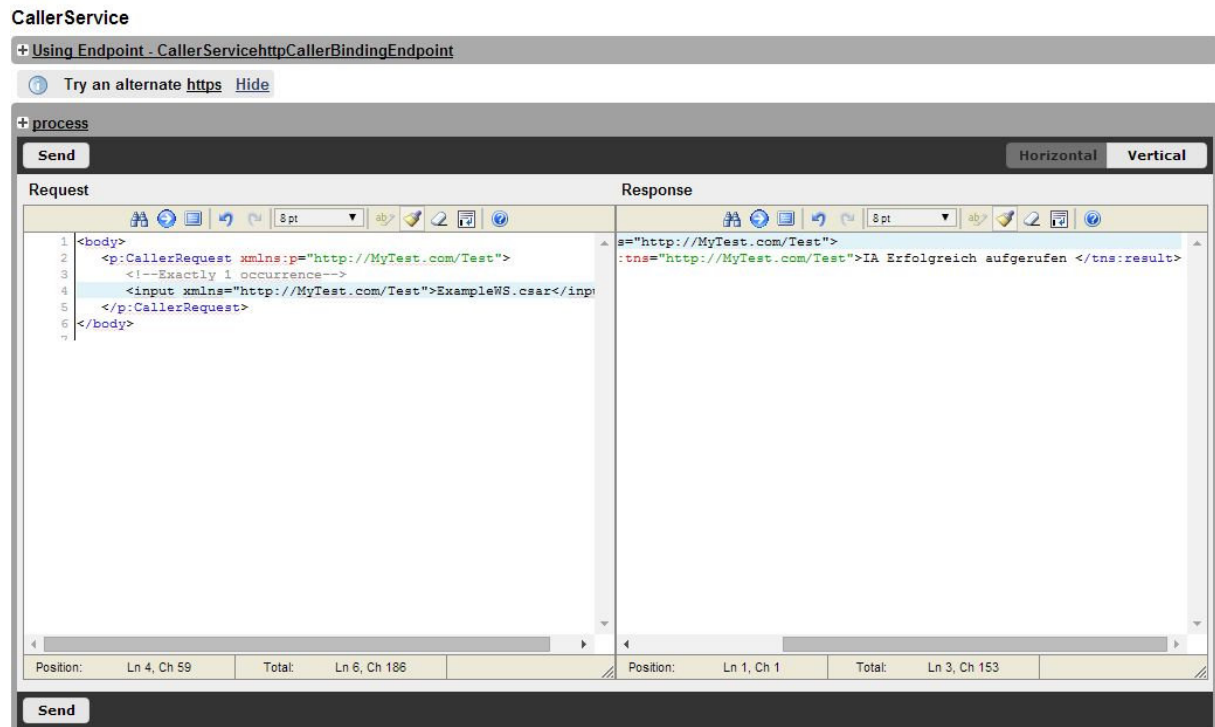 CallerService
Using Endpoint - CallerServicehttpCallerBindingEndpoint
Try an alternate https Hide
process
Send Horizontal Vertical
Request
8 pt
1 <body>
2 <p:CallerRequest xmlns:p="http://MyTest.com/Test">
3 <!--Exactly 1 occurrence-->
4 <input xmlns="http://MyTest.com/Test">ExampleWS.csar</inpu
5 </p:CallerRequest>
6 </body>
7
Position: Ln 4, Ch 59 Total: Ln 6, Ch 186
Response
8 pt
s="http://MyTest.com/Test">
:tns="http://MyTest.com/Test">IA Erfolgreich aufgerufen </tns:result>
Position: Ln 1, Ch 1 Total: Ln 3, Ch 153
Send